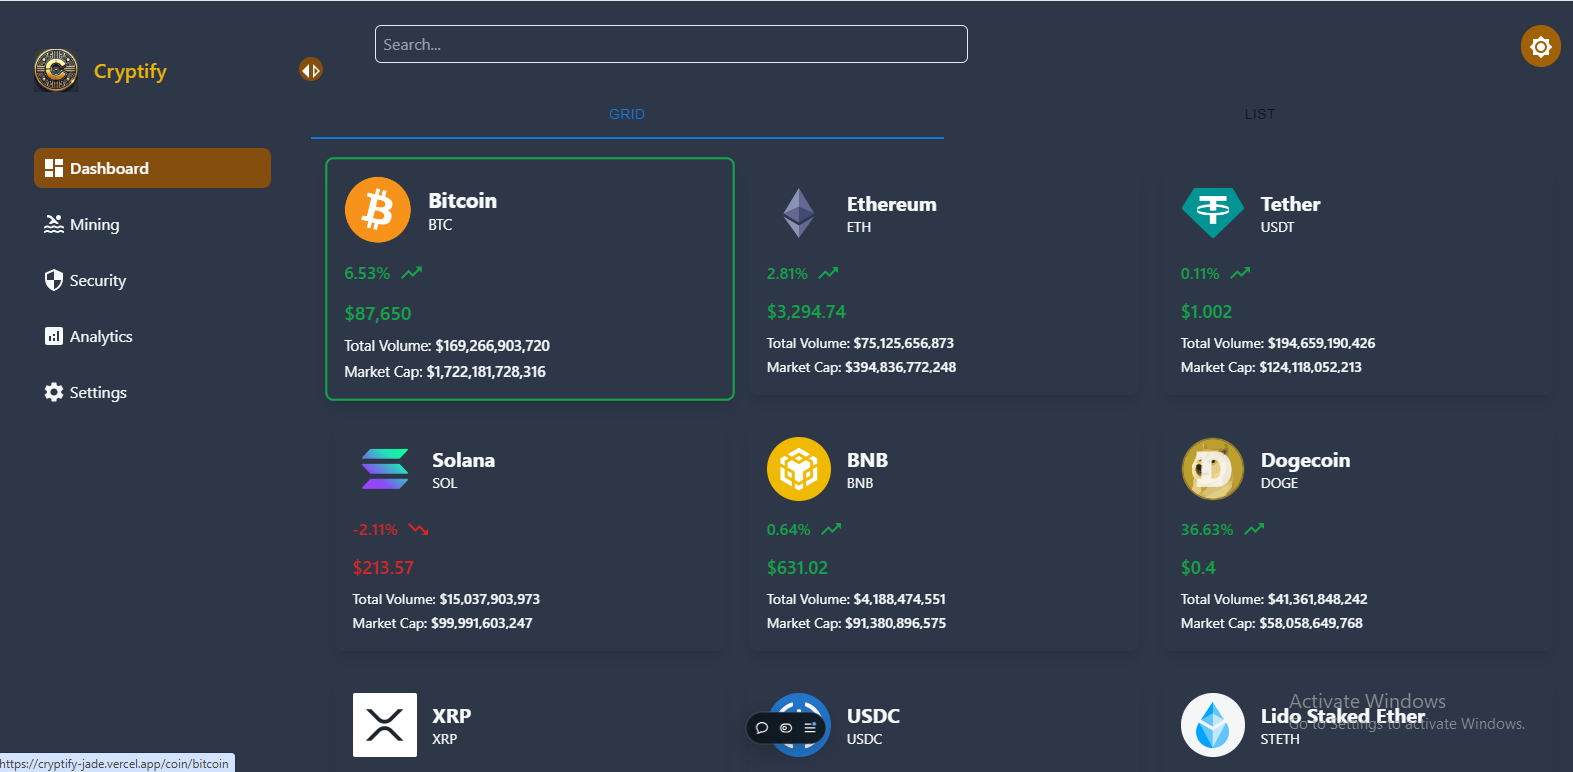 Search...
Cryptify
GRID
LIST
Dashboard
Mining
Security
Analytics
Settings
Bitcoin
BTC
6.53%
$87,650
Total Volume: $169,266,903,720
Market Cap: $1,722,181,728,316
Ethereum
ETH
2.81%
$3,294.74
Total Volume: $75,125,656,873
Market Cap: $394,836,772,248
Tether
USDT
0.11%
$1.002
Total Volume: $194,659,190,426
Market Cap: $124,118,052,213
Solana
SOL
-2.11%
$213.57
Total Volume: $15,037,903,973
Market Cap: $99,991,603,247
BNB
BNB
0.64%
$631.02
Total Volume: $4,188,474,551
Market Cap: $91,380,896,575
Dogecoin
DOGE
36.63%
$0.4
Total Volume: $41,361,848,242
Market Cap: $58,058,649,768
XRP
XRP
USDC
USDC
Lido Staked Ether
STETH
Activate Windows
Go to Settings to activate Windows.
https://cryptify-jade.vercel.app/coin/bitcoin